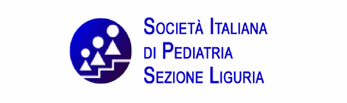 Società Italiana
di Pediatria
Sezione Liguria